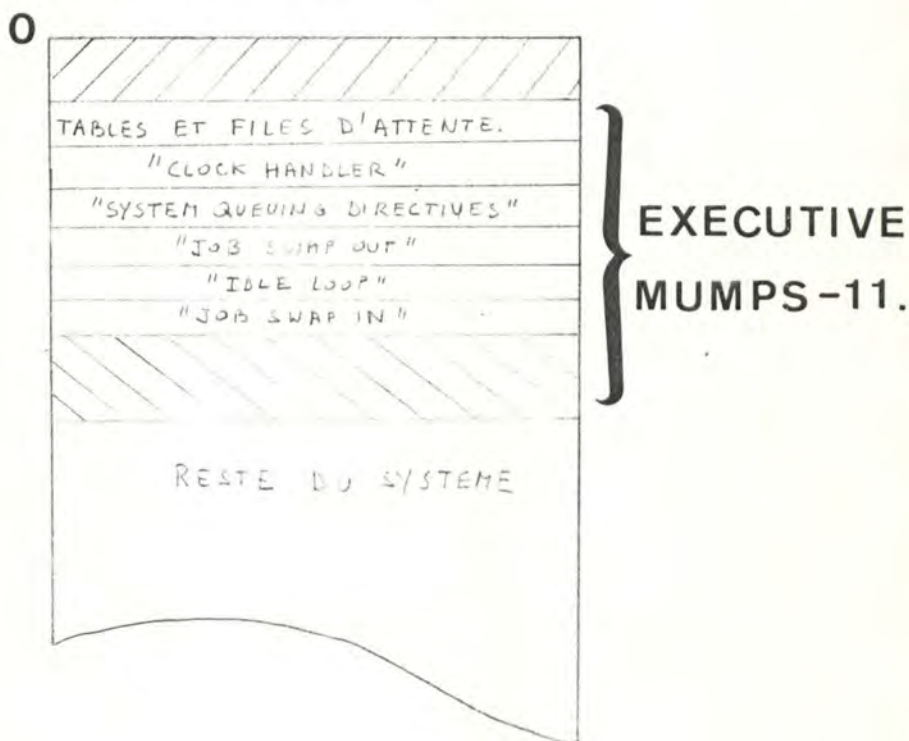 O
TABLES ET FILES D'ATTENTE.
"CLOCK HANDLER"
"SYSTEM QUEUING DIRECTIVES"
"JOB SWAP OUT"
"IDLE LOOP"
"JOB SWAP IN"
EXECUTIVE
MUMPS-11.
RESTE DU SYSTEME